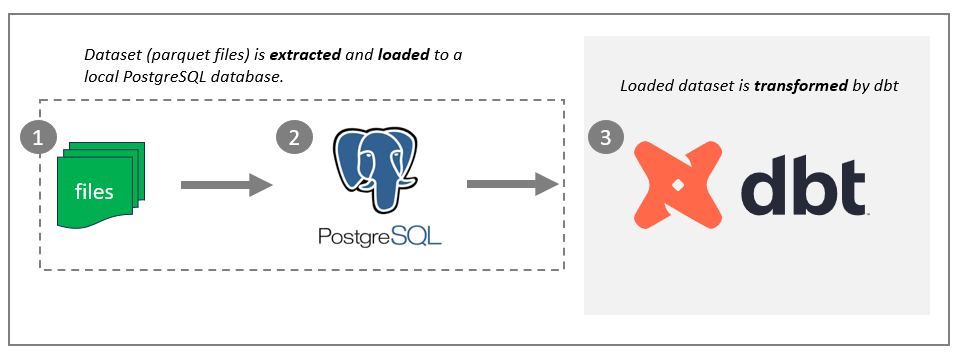 Dataset (parquet files) is extracted and loaded to a
local PostgreSQL database.
Loaded dataset is transformed by dbt
1
2
3
files
PostgreSQL
dbt